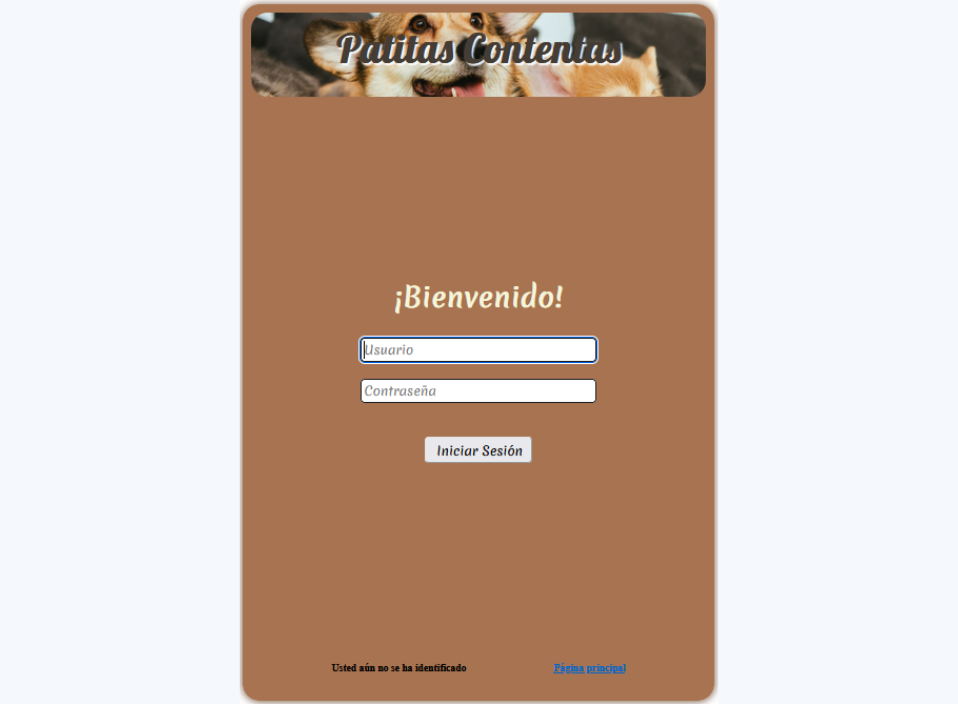 Patitas Contentas
¡Bienvenido!
Usuario
Contraseña
Iniciar Sesión
Usted aún no se ha identificado Página principal